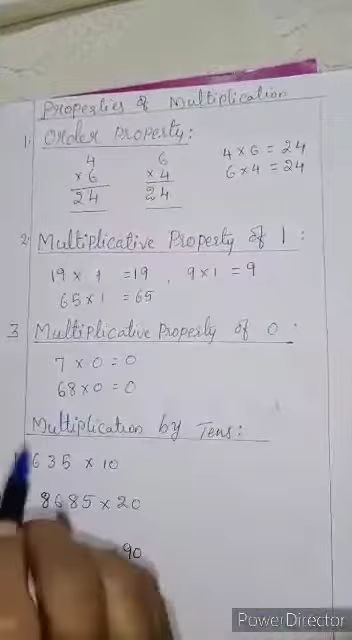 Properties of Multiplication
1. Order Property:
4 6 4 × 6 = 24
× 6 × 4 6 × 4 = 24
24 24
2. Multiplicative Property of 1 :
19 × 1 = 19 , 9 × 1 = 9
65 × 1 = 65
3 Multiplicative Property of 0 :
7 × 0 = 0
68 × 0 = 0
Multiplication by Tens:
635 × 10
8685 × 20
90
PowerDirector